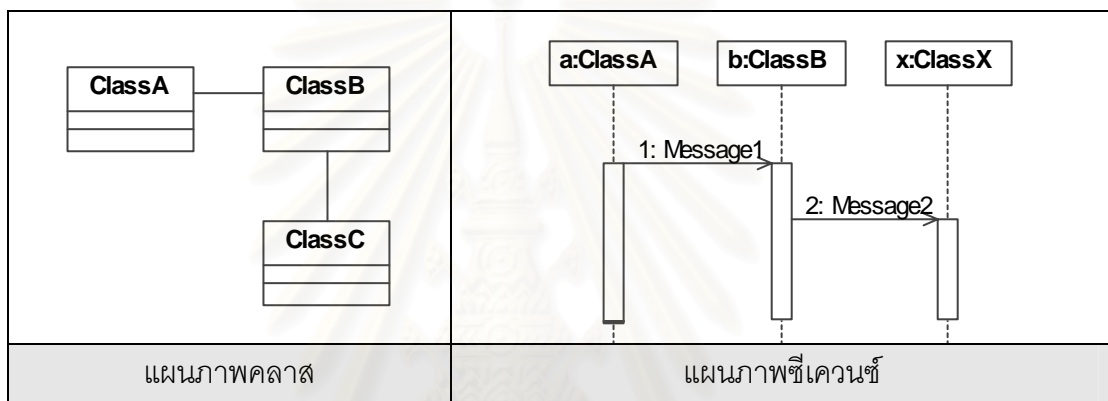 ClassA
ClassB
ClassC
a:ClassA
b:ClassB
x:ClassX
1: Message1
2: Message2
แผนภาพคลาส
แผนภาพซีเควนซ์